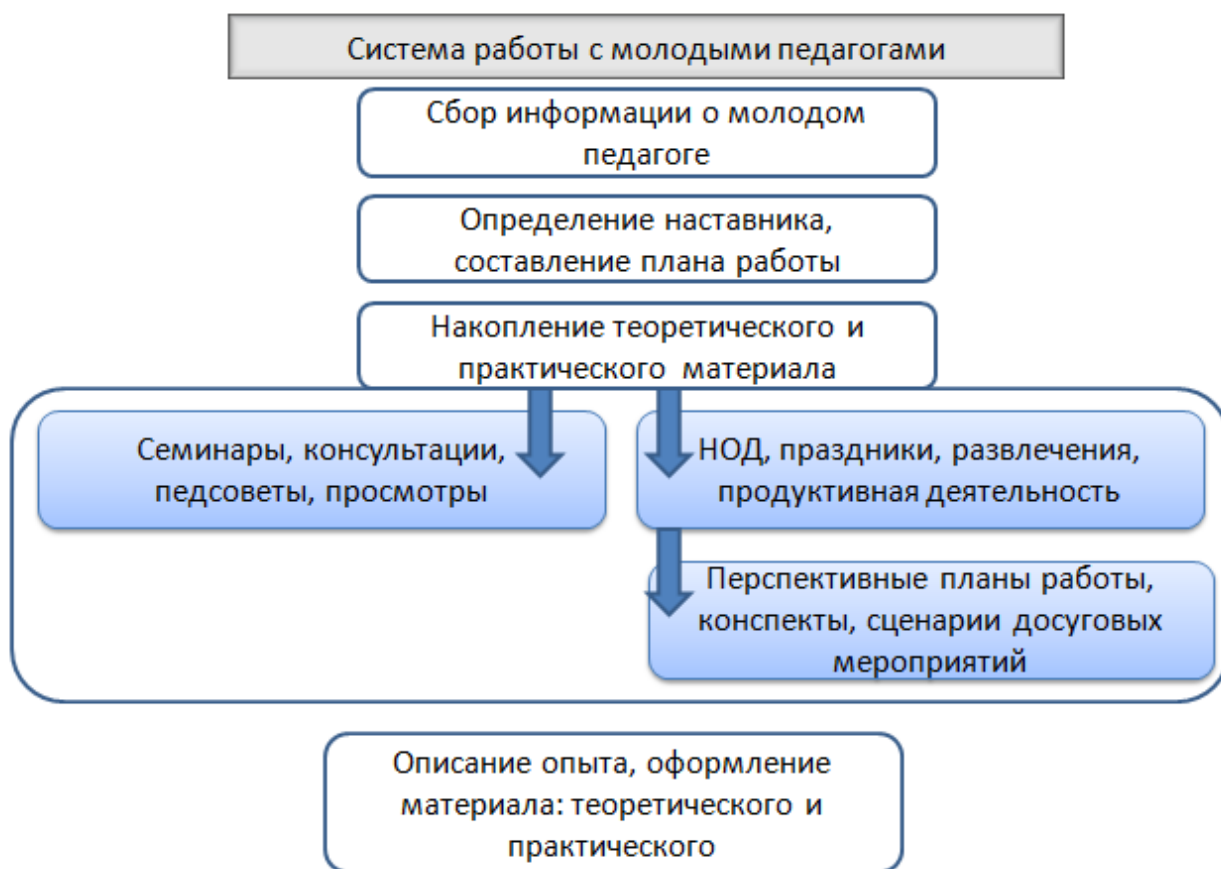 Система работы с молодыми педагогами
Сбор информации о молодом
педагоге
Определение наставника,
составление плана работы
Накопление теоретического и
практического материала
Семинары, консультации,
педсоветы, просмотры
НОД, праздники, развлечения,
продуктивная деятельность
Перспективные планы работы,
конспекты, сценарии досуговых
мероприятий
Описание опыта, оформление
материала: теоретического и
практического